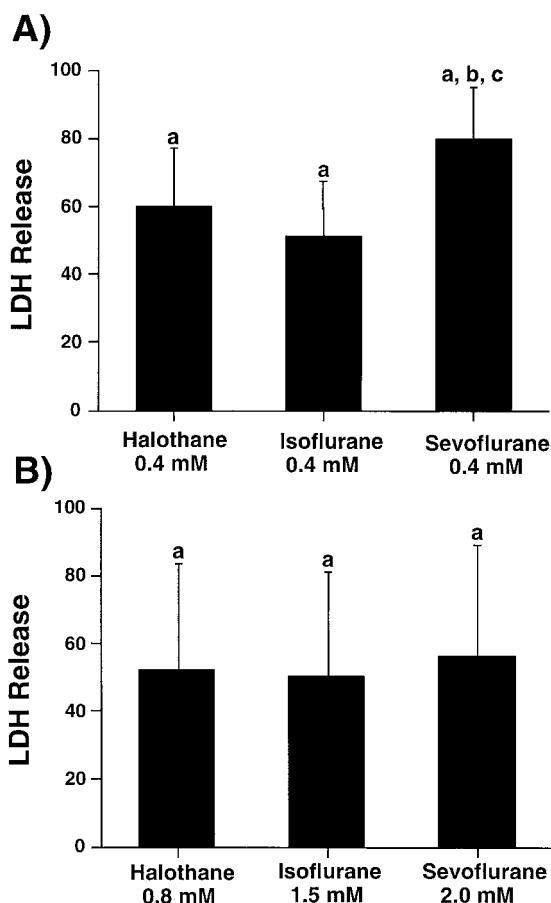 A)
100
80
60
40
20
0
LDH Release
a
a
a, b, c
Halothane Isoflurane Sevoflurane
0.4 mM 0.4 mM 0.4 mM
B)
100
80
60
40
20
0
LDH Release
a
a
a
Halothane Isoflurane Sevoflurane
0.8 mM 1.5 mM 2.0 mM